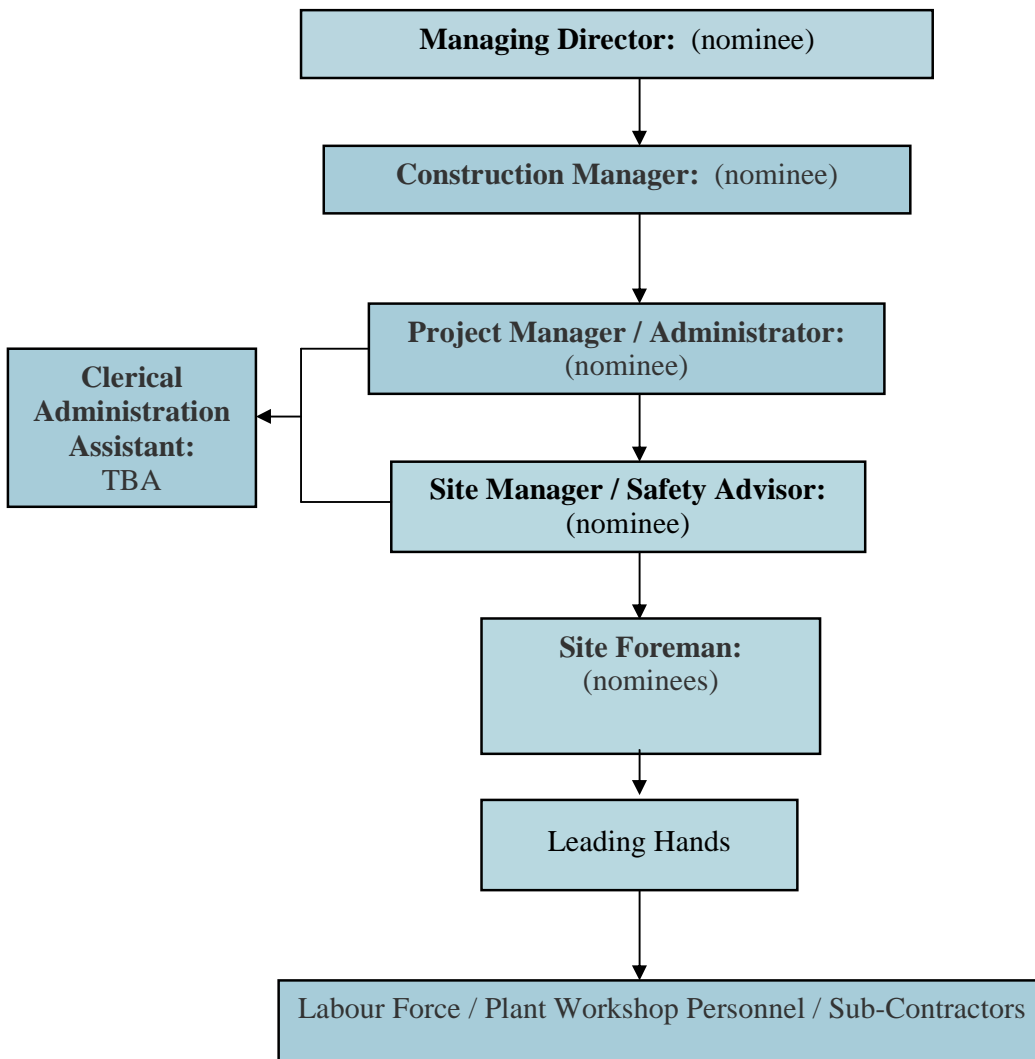 Managing Director: (nominee)
Construction Manager: (nominee)
Project Manager / Administrator:
(nominee)
Clerical
Administration
Assistant:
TBA
Site Manager / Safety Advisor:
(nominee)
Site Foreman:
(nominees)
Leading Hands
Labour Force / Plant Workshop Personnel / Sub-Contractors